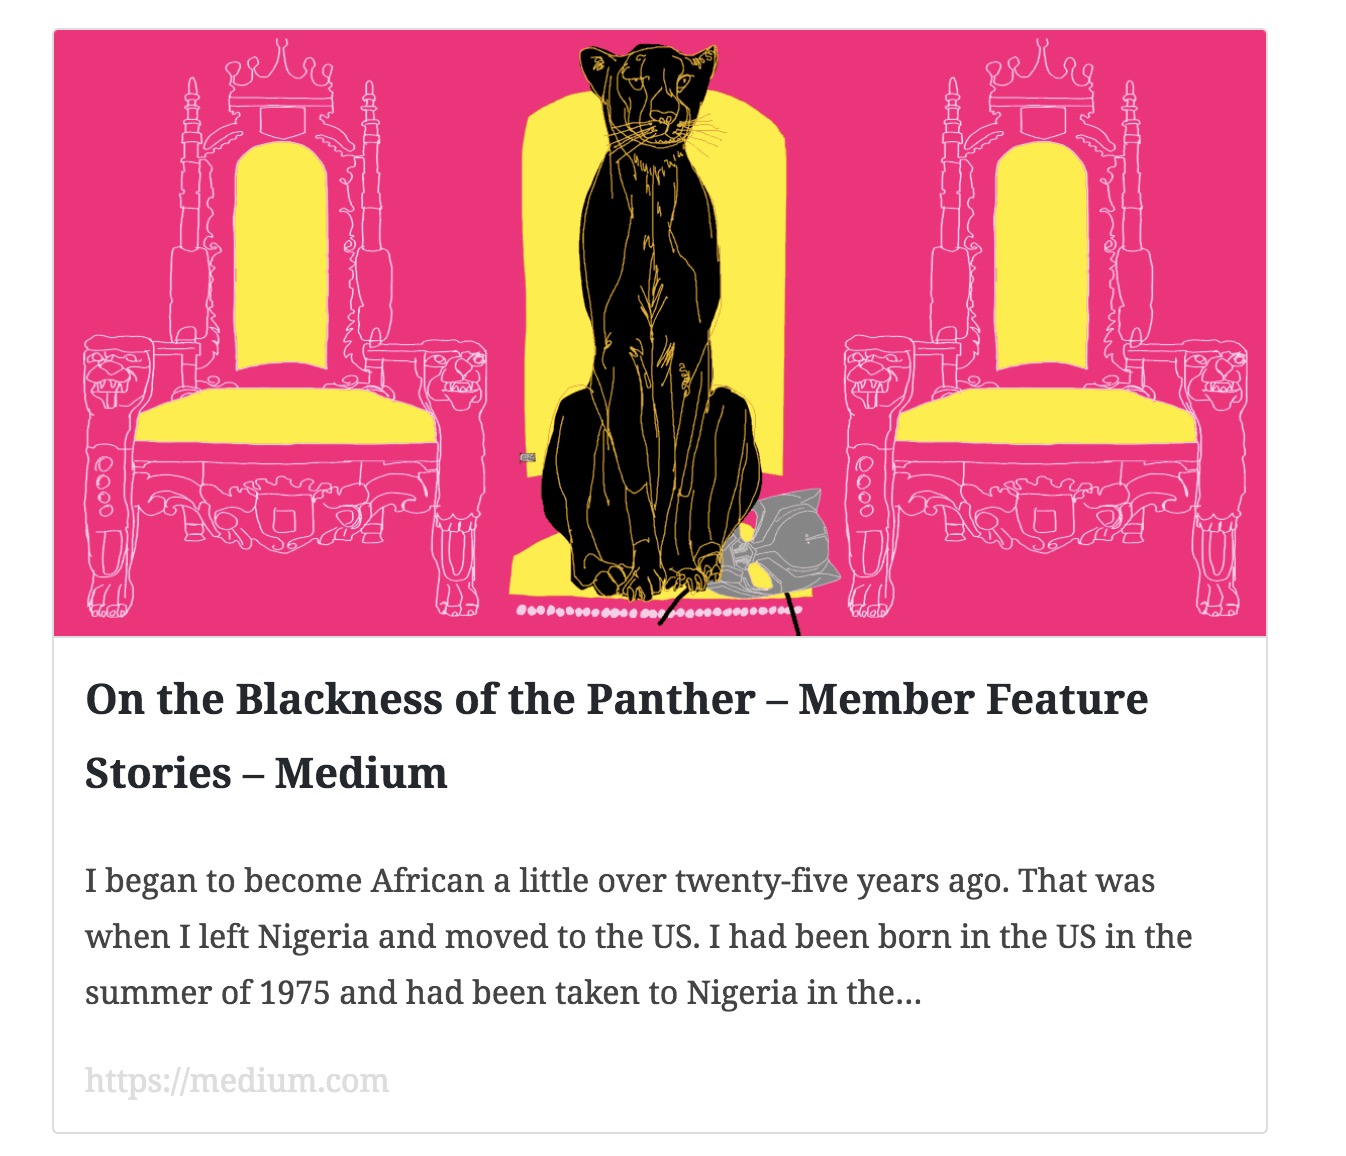 On the Blackness of the Panther – Member Feature
Stories – Medium
I began to become African a little over twenty-five years ago. That was
when I left Nigeria and moved to the US. I had been born in the US in the
summer of 1975 and had been taken to Nigeria in the...
https://medium.com